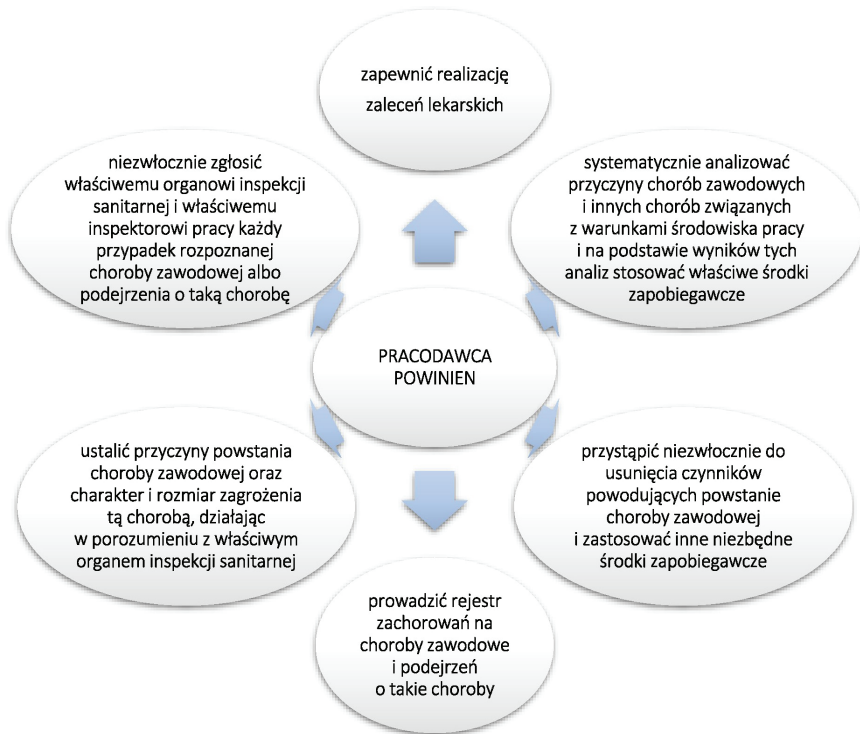 zapewnić realizację
zaleceń lekarskich
niezwłocznie zgłosić
właściwemu organowi inspekcji
sanitarnej i właściwemu
inspektorowi pracy każdy
przypadek rozpoznanej
choroby zawodowej albo
podejrzenia o taką chorobę
systematycznie analizować
przyczyny chorób zawodowych
i innych chorób związanych
z warunkami środowiska pracy
i na podstawie wyników tych
analiz stosować właściwe środki
zapobiegawcze
PRACODAWCA
POWINIEN
ustalić przyczyny powstania
choroby zawodowej oraz
charakter i rozmiar zagrożenia
tą chorobą, działając
w porozumieniu z właściwym
organem inspekcji sanitarnej
przystąpić niezwłocznie do
usunięcia czynników
powodujących powstanie
choroby zawodowej
i zastosować inne niezbędne
środki zapobiegawcze
prowadzić rejestr
zachorowań na
choroby zawodowe
i podejrzeń
o takie choroby